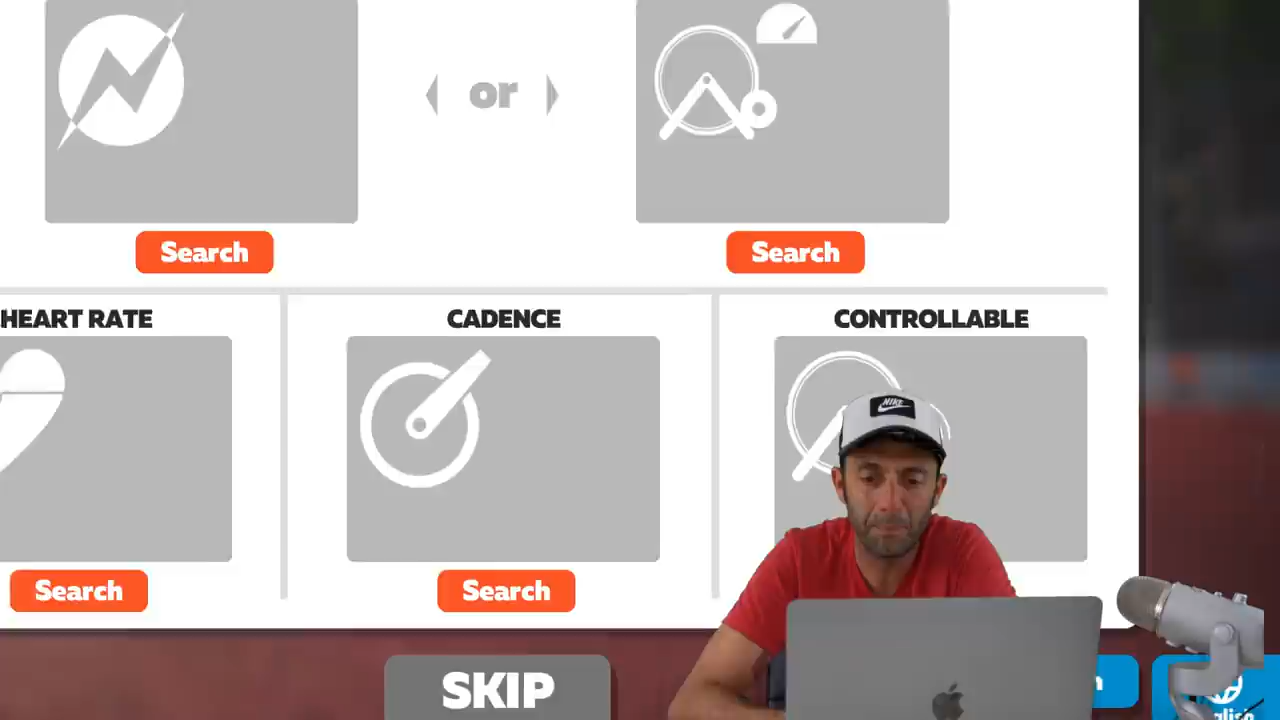 or
Search
Search
HEART RATE
CADENCE
CONTROLLABLE
NIKE
Search
Search
SKIP